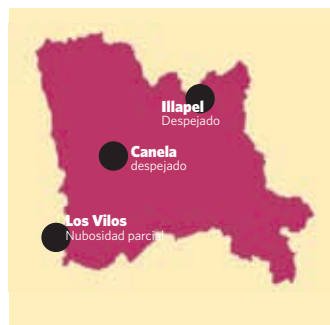 Illapel
Despejado
Canela
despejado
Los Vilos
Nubosidad parcial